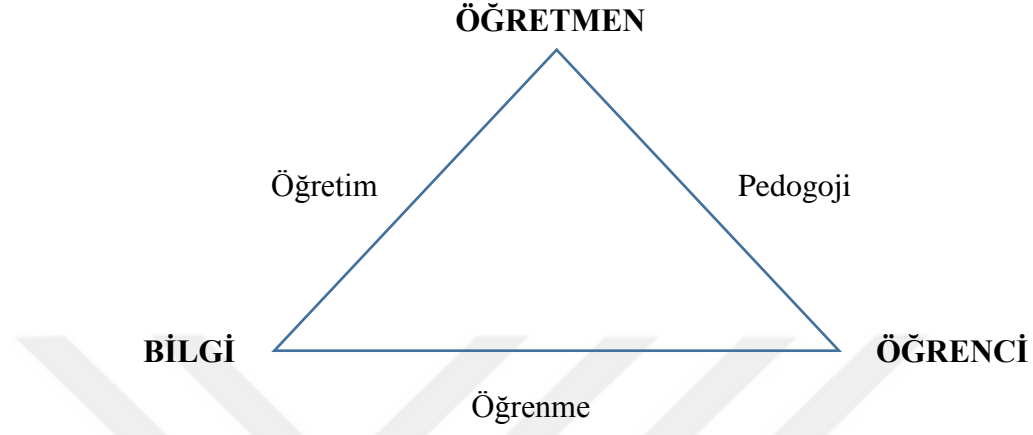 ÖĞRETMEN
Öğretim
Pedogoji
BİLGİ
ÖĞRENCİ
Öğrenme